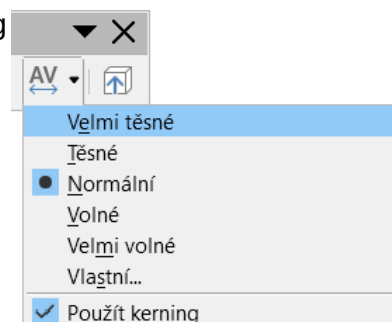 g
AV
Velmi těsné
Těsné
Normální
Volné
Velmi volné
Vlastní...
Použít kerning